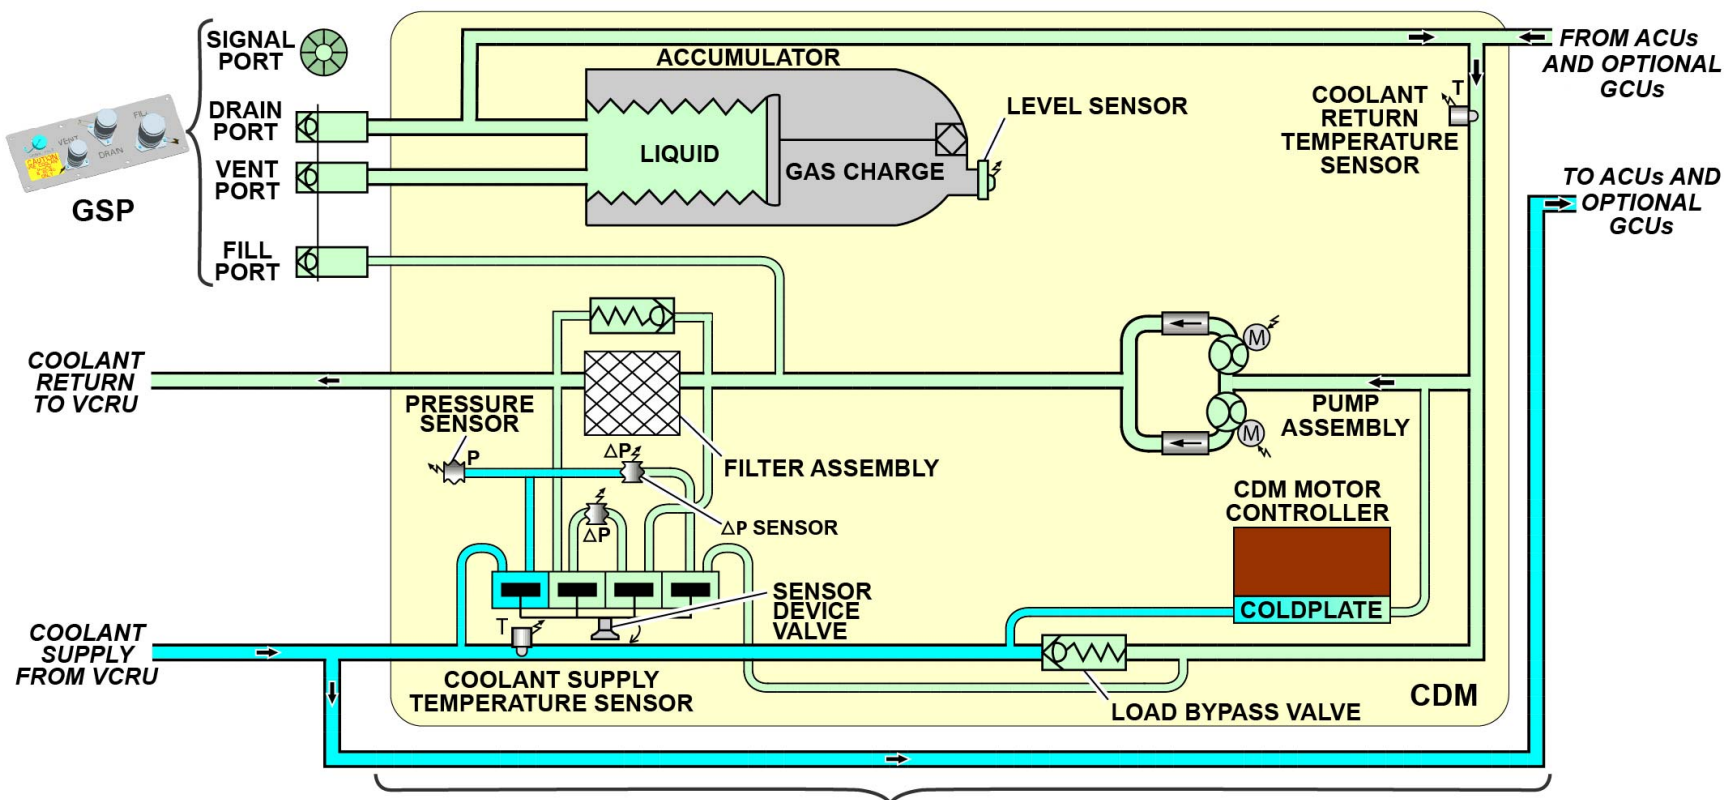 SIGNAL
PORT
DRAIN
PORT
VENT
PORT
FILL
PORT
GSP
VENT
DRAIN
FILL
ACCUMULATOR
LIQUID
GAS CHARGE
LEVEL SENSOR
COOLANT
RETURN
TEMPERATURE
SENSOR
T
FROM ACUs
AND OPTIONAL
GCUs
TO ACUs AND
OPTIONAL
GCUs
COOLANT
RETURN
TO VCRU
PRESSURE
SENSOR
P
△P
FILTER ASSEMBLY
△P SENSOR
△P
M
M
PUMP
ASSEMBLY
CDM MOTOR
CONTROLLER
COLDPLATE
SENSOR
DEVICE
VALVE
T
COOLANT
SUPPLY
FROM VCRU
COOLANT SUPPLY
TEMPERATURE SENSOR
LOAD BYPASS VALVE
CDM